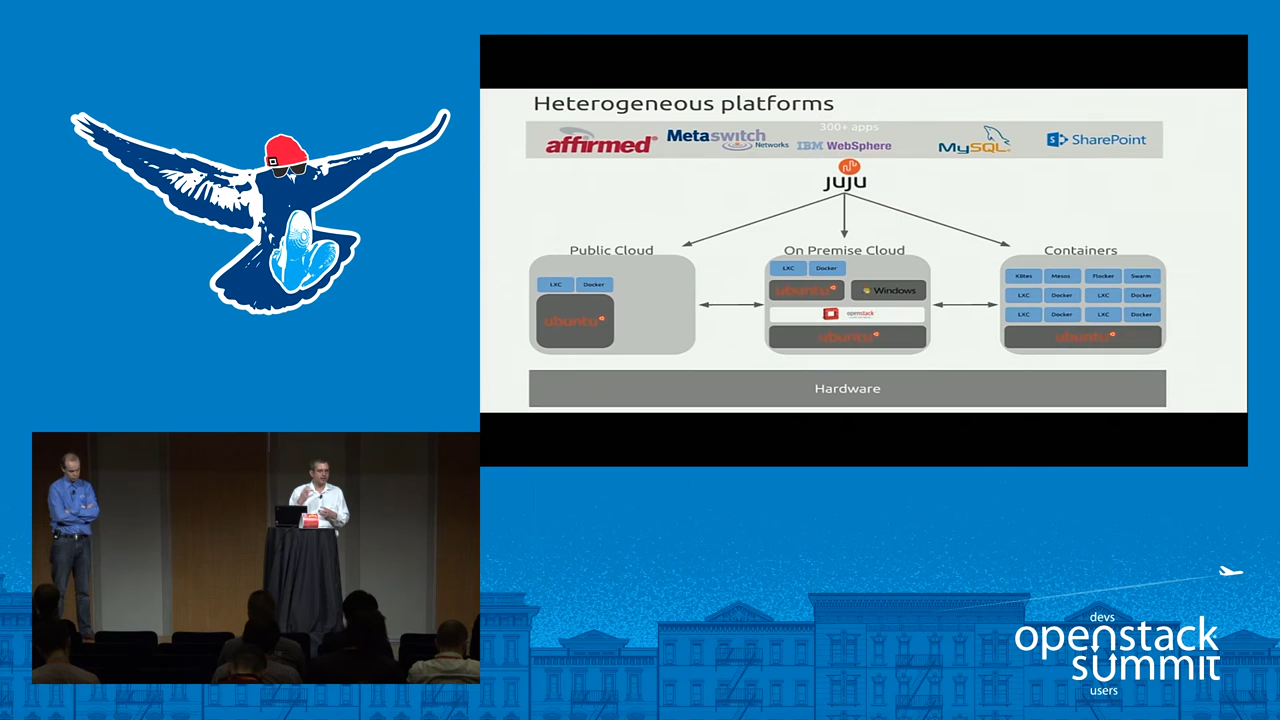 Heterogeneous platforms
300+ apps
affirmed
Metaswitch
Networks
IBM WebSphere
MySQL
SharePoint
juju
Public Cloud
On Premise Cloud
Containers
LXC Docker
ubuntu
LXC Docker
ubuntu Windows
openstack
ubuntu
K8tes Mesos Flocker Swarm
LXC Docker LXC Docker
LXC Docker LXC Docker
ubuntu
Hardware
devs
openstack
summit
users